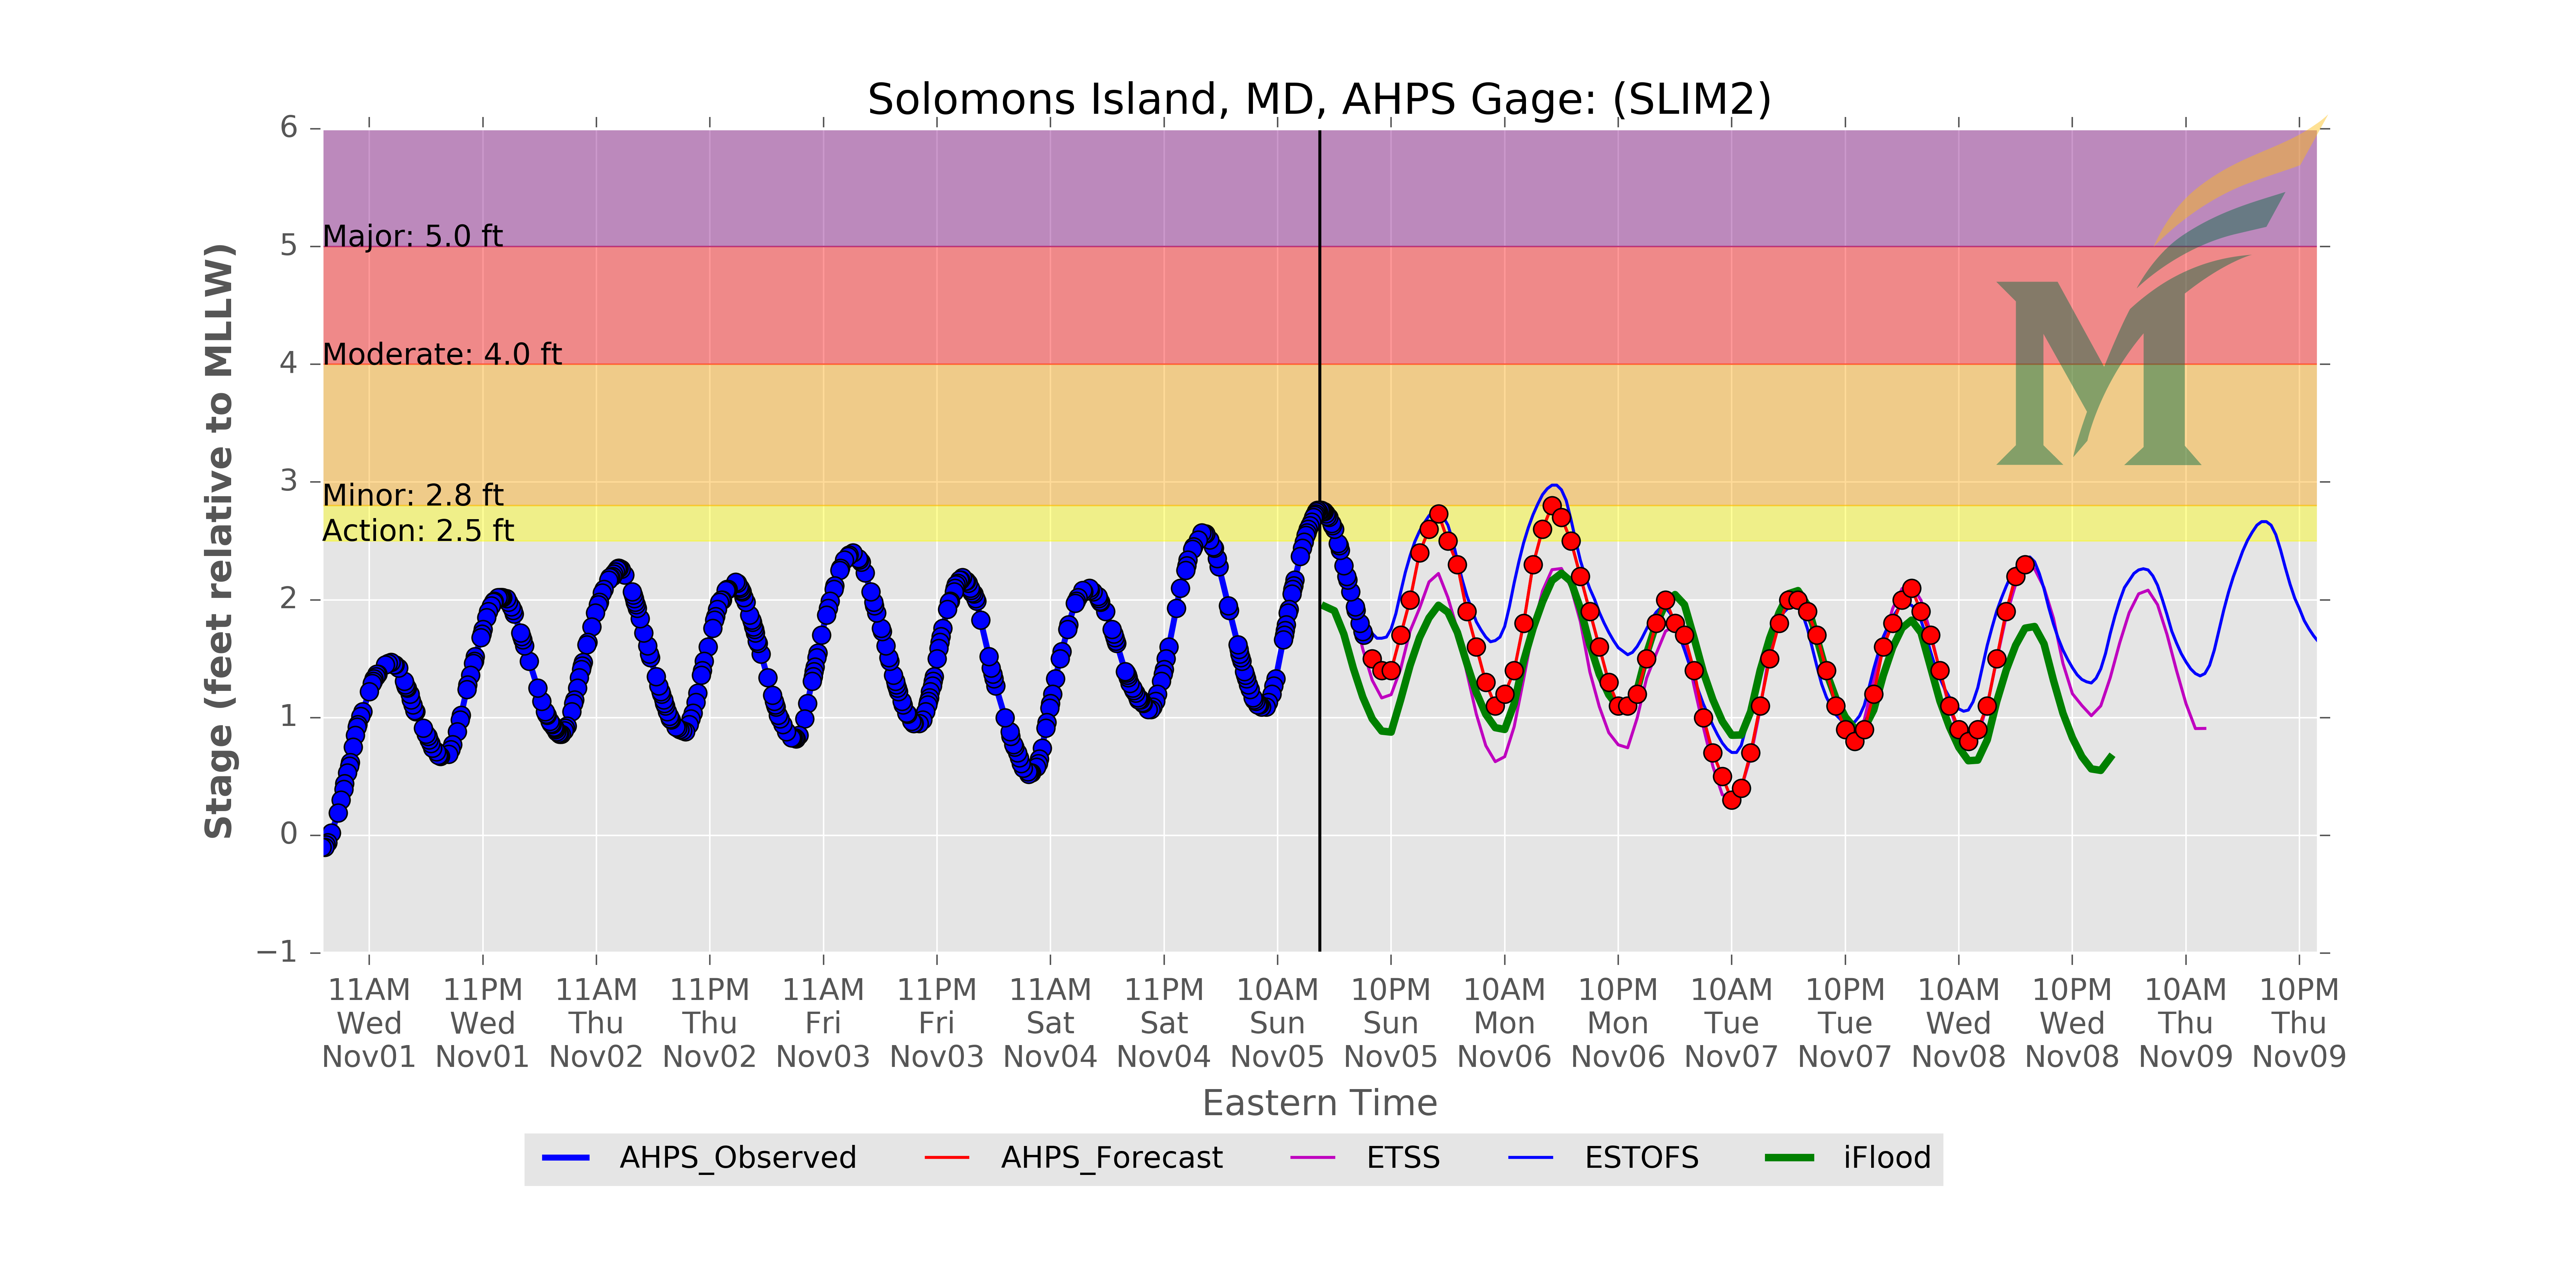 Solomons Island, MD, AHPS Gage: (SLIM2)
Stage (feet relative to MLLW)
6
5
4
3
2
1
0
−1
Major: 5.0 ft
Moderate: 4.0 ft
Minor: 2.8 ft
Action: 2.5 ft
M
11AM 11PM 11AM 11PM 11AM 11PM 11AM 11PM 10AM 10PM 10AM 10PM 10AM 10PM 10AM 10PM 10AM 10PM
Wed Wed Thu Thu Fri Fri Sat Sat Sun Sun Mon Mon Tue Tue Wed Wed Thu Thu
Nov01 Nov01 Nov02 Nov02 Nov03 Nov03 Nov04 Nov04 Nov05 Nov05 Nov06 Nov06 Nov07 Nov07 Nov08 Nov08 Nov09 Nov09
Eastern Time
AHPS_Observed AHPS_Forecast ETSS ESTOFS iFlood